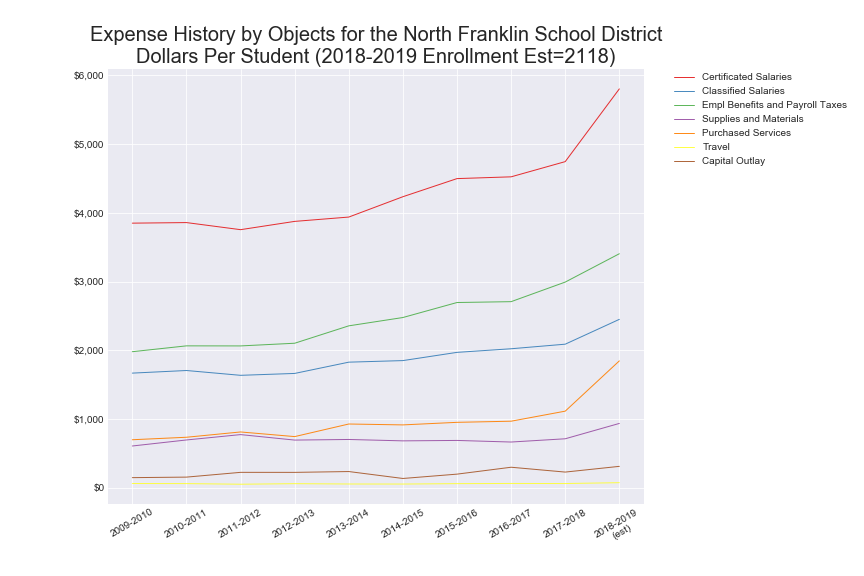 Expense History by Objects for the North Franklin School District
Dollars Per Student (2018-2019 Enrollment Est=2118)
Certificated Salaries
Classified Salaries
Empl Benefits and Payroll Taxes
Supplies and Materials
Purchased Services
Travel
Capital Outlay
$6,000
$5,000
$4,000
$3,000
$2,000
$1,000
$0
2009-2010
2010-2011
2011-2012
2012-2013
2013-2014
2014-2015
2015-2016
2016-2017
2017-2018
2018-2019
(est)